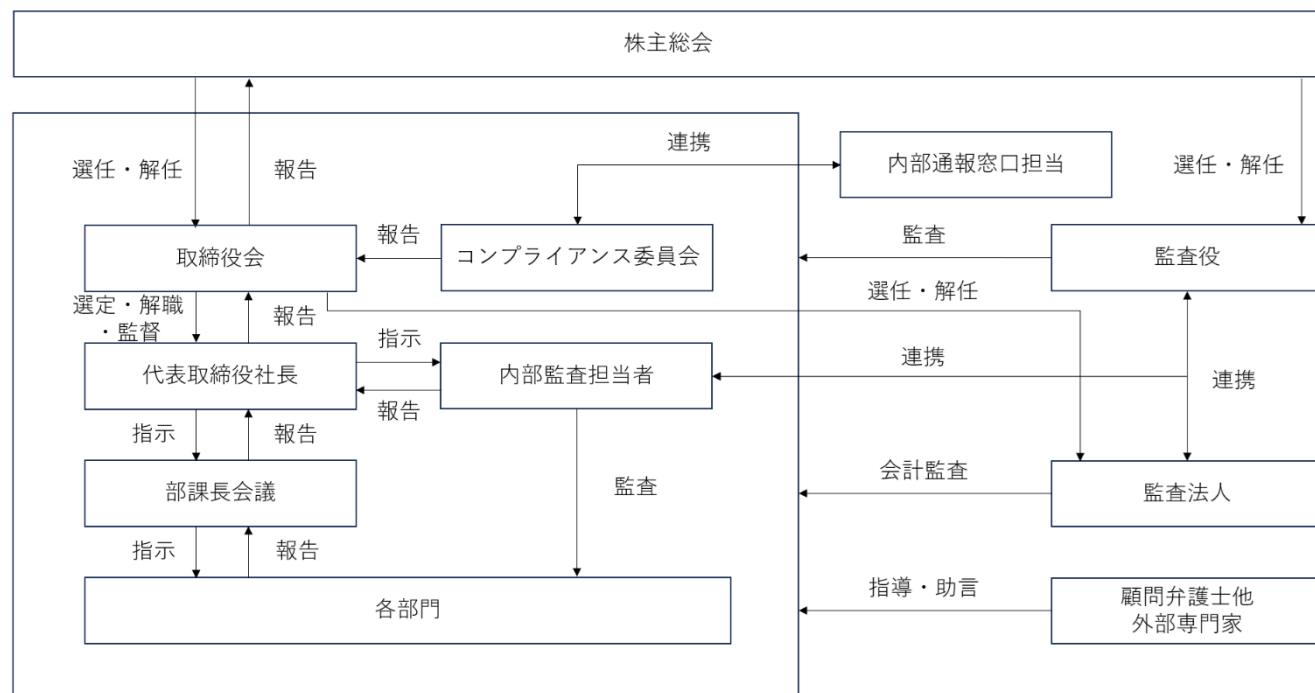 株主総会
選任・解任
報告
連携
内部通報窓口担当
選任・解任
取締役会
報告
コンプライアンス委員会
監査
監査役
選定・解職
・監督
報告
選任・解任
代表取締役社長
指示
報告
内部監査担当者
連携
連携
指示
報告
部課長会議
監査
会計監査
監査法人
指示
報告
各部門
指導・助言
顧問弁護士他
外部専門家